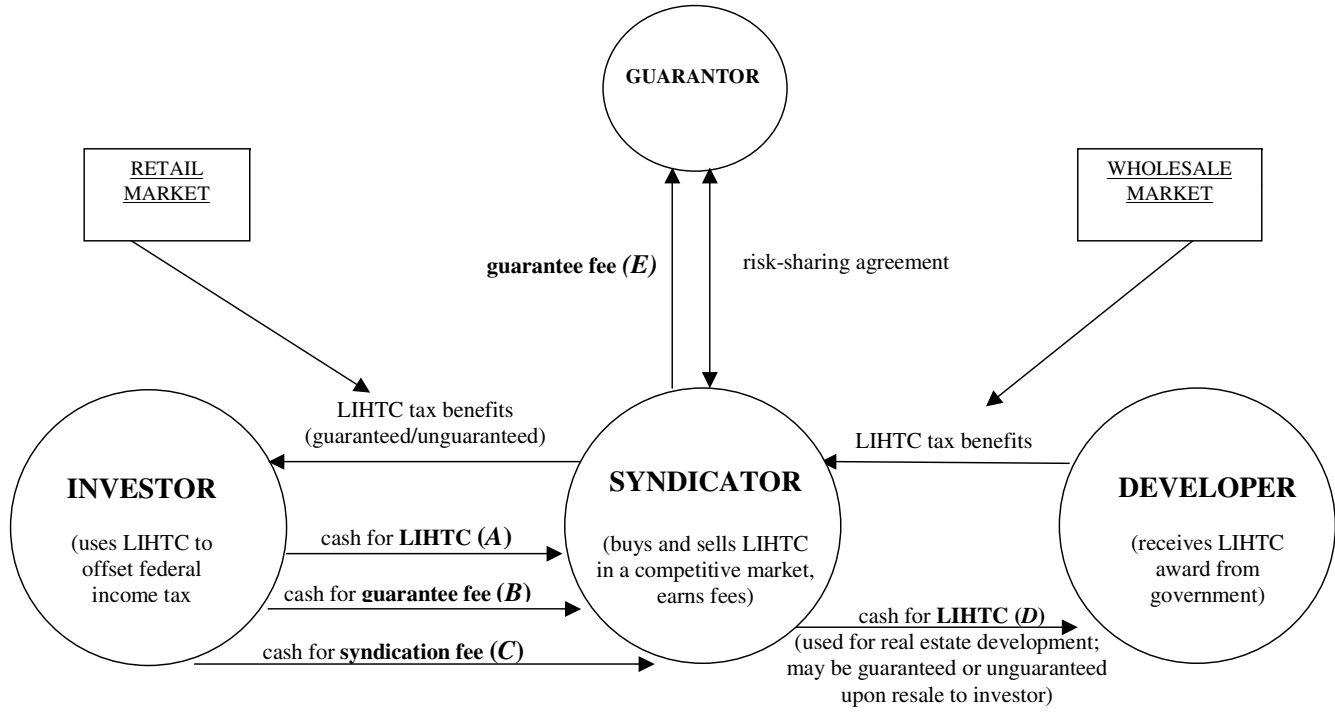 GUARANTOR
RETAIL
MARKET
WHOLESALE
MARKET
guarantee fee (E)
risk-sharing agreement
LIHTC tax benefits
(guaranteed/unguaranteed)
LIHTC tax benefits
INVESTOR
(uses LIHTC to
offset federal
income tax
cash for LIHTC (A)
cash for guarantee fee (B)
cash for syndication fee (C)
SYNDICATOR
(buys and sells LIHTC
in a competitive market,
earns fees)
cash for LIHTC (D)
(used for real estate development;
may be guaranteed or unguaranteed
upon resale to investor)
DEVELOPER
(receives LIHTC
award from
government)